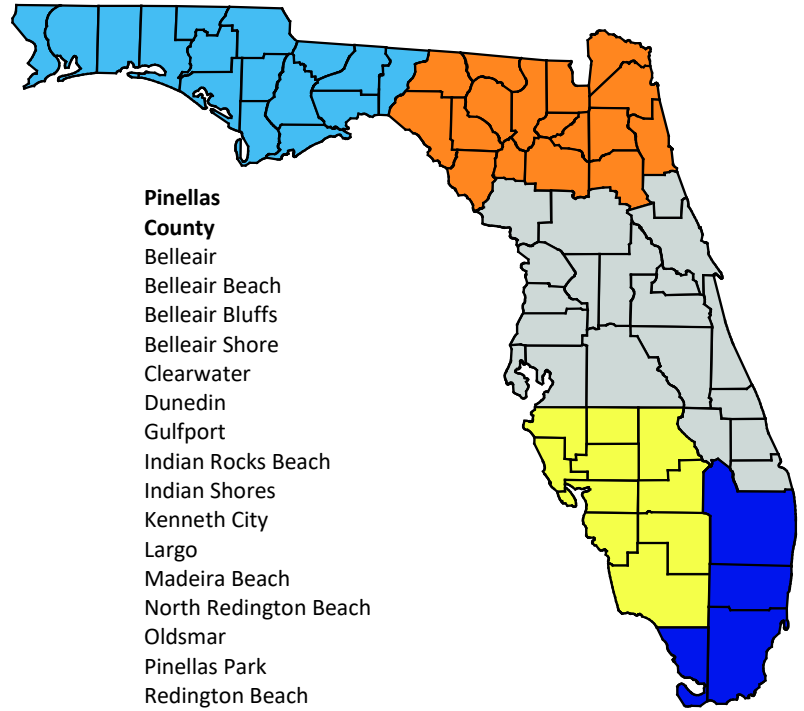 Pinellas
County
Belleair
Belleair Beach
Belleair Bluffs
Belleair Shore
Clearwater
Dunedin
Gulfport
Indian Rocks Beach
Indian Shores
Kenneth City
Largo
Madeira Beach
North Redington Beach
Oldsmar
Pinellas Park
Redington Beach